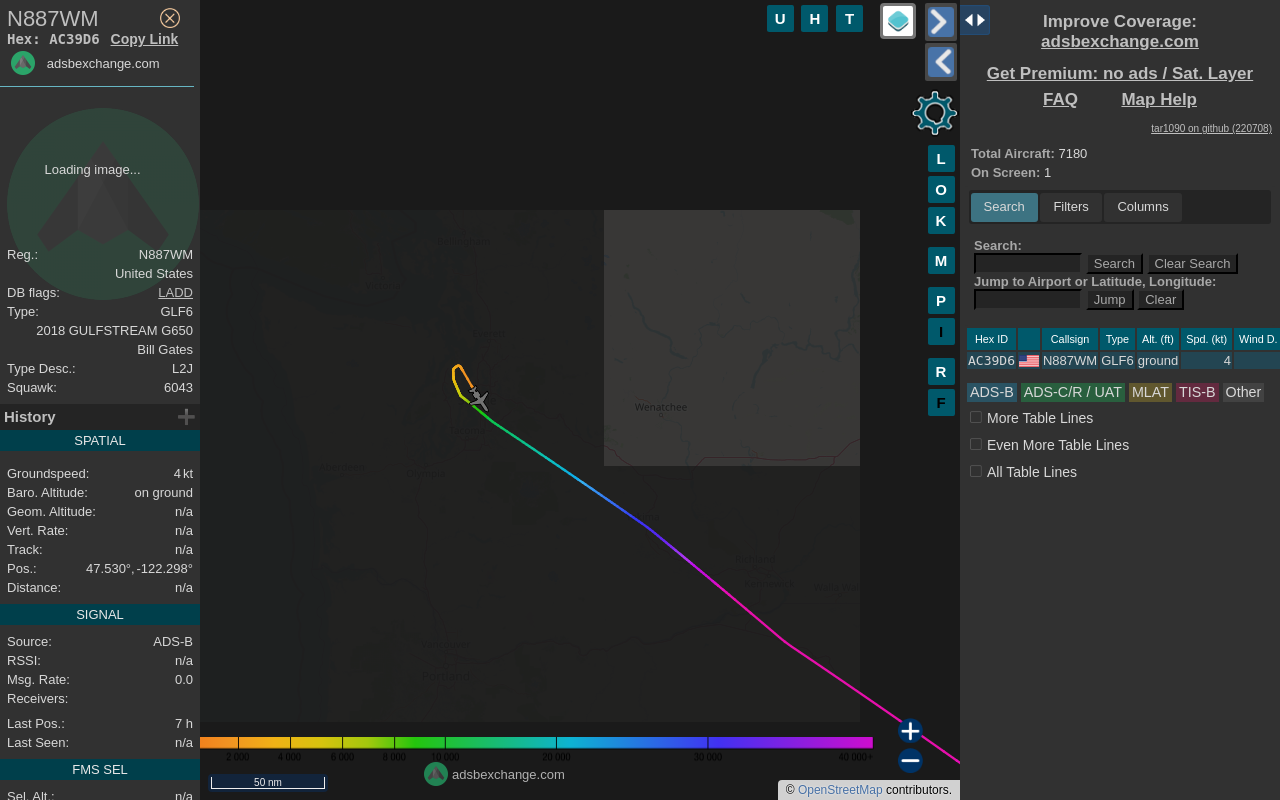 N887WM
Hex: AC39D6 Copy Link
adsbexchange.com
Loading image...
Reg.: N887WM
United States
DB flags: LADD
Type: GLF6
2018 GULFSTREAM G650
Bill Gates
Type Desc.: L2J
Squawk: 6043
History
SPATIAL
Groundspeed: 4 kt
Baro. Altitude: on ground
Geom. Altitude: n/a
Vert. Rate: n/a
Track: n/a
Pos.: 47.530°, -122.298°
Distance: n/a
SIGNAL
Source: ADS-B
RSSI: n/a
Msg. Rate: 0.0
Receivers:
Last Pos.: 7 h
Last Seen: n/a
FMS SEL
Sel. Alt.: n/a
U H T
L
O
K
M
P
I
R
F
Wenatchee
Portland
2 000 4 000 6 000 8 000 10 000 20 000 30 000 40 000+
adsbexchange.com
50 nm
© OpenStreetMap contributors.
Improve Coverage:
adsbexchange.com
Get Premium: no ads / Sat. Layer
FAQ Map Help
tar1090 on github (220708)
Total Aircraft: 7180
On Screen: 1
Search Filters Columns
Search:
Search Clear Search
Jump to Airport or Latitude, Longitude:
Jump Clear
Hex ID Callsign Type Alt. (ft) Spd. (kt) Wind D.
AC39D6 N887WM GLF6 ground 4
ADS-B ADS-C/R / UAT MLAT TIS-B Other
More Table Lines
Even More Table Lines
All Table Lines